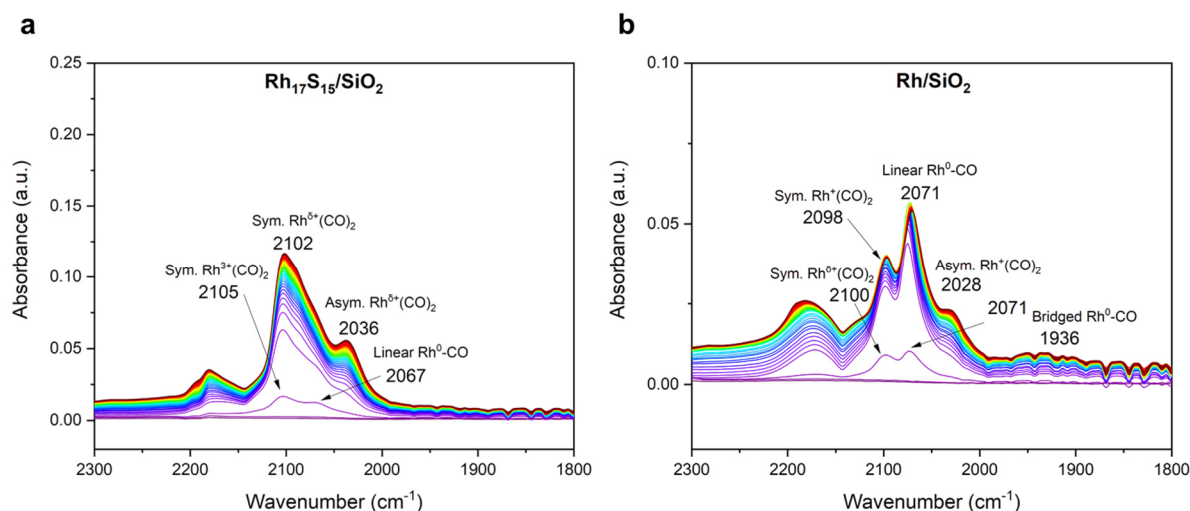 a
Rh₁₇S₁₅/SiO₂
Absorbance (a.u.)
0.25
0.20
0.15
0.10
0.05
0.00
Sym. Rhᵟ⁺(CO)₂
2102
Sym. Rh³⁺(CO)₂
2105
Asym. Rhᵟ⁺(CO)₂
2036
Linear Rh⁰-CO
2067
2300
2200
2100
2000
1900
1800
Wavenumber (cm⁻¹)
b
Rh/SiO₂
Absorbance (a.u.)
0.10
0.05
0.00
Linear Rh⁰-CO
2071
Sym. Rh⁺(CO)₂
2098
Sym. Rhᵟ⁺(CO)₂
2100
Asym. Rh⁺(CO)₂
2028
2071
Bridged Rh⁰-CO
1936
2300
2200
2100
2000
1900
1800
Wavenumber (cm⁻¹)